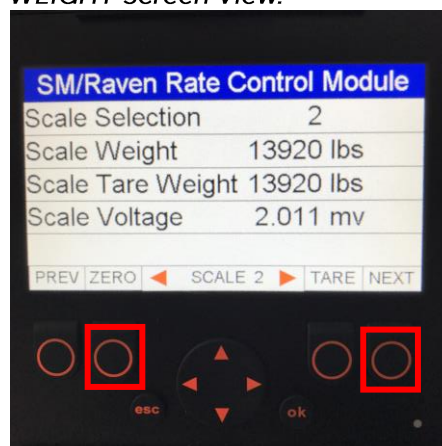 WEIGHT screen view.
SM/Raven Rate Control Module
Scale Selection 2
Scale Weight 13920 lbs
Scale Tare Weight 13920 lbs
Scale Voltage 2.011 mv
PREV ZERO ◀ SCALE 2 ▶ TARE NEXT
esc ok